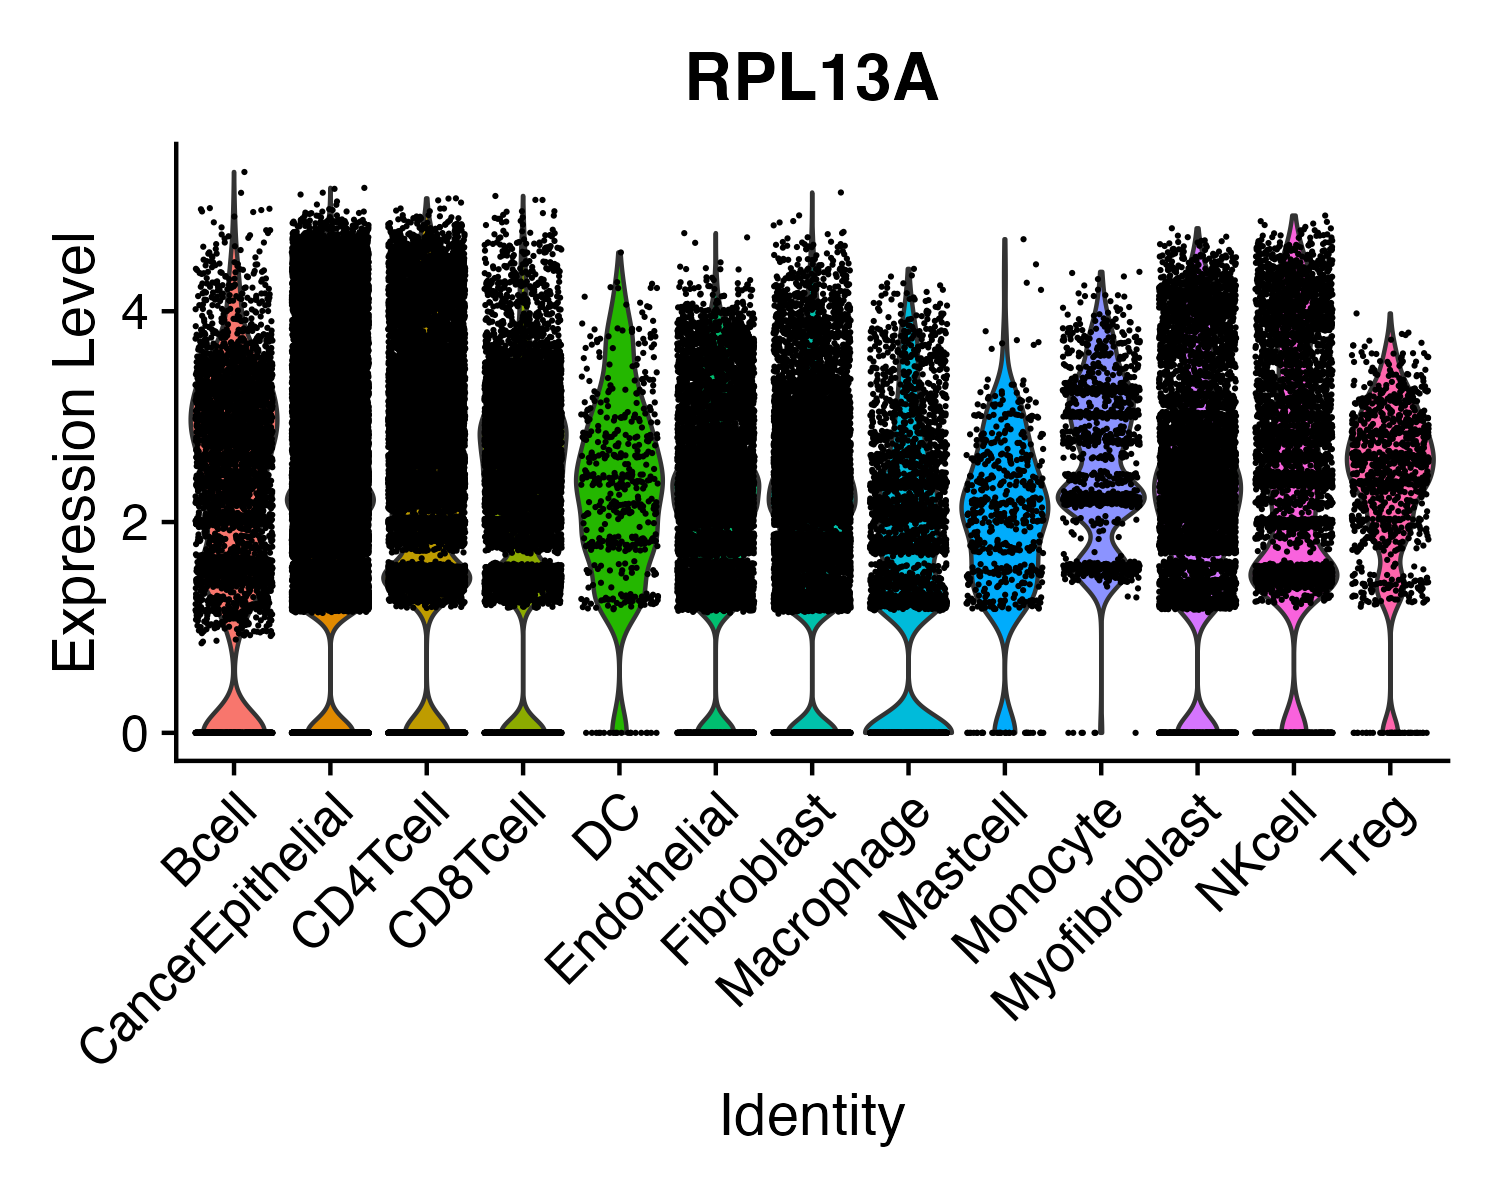 RPL13A
Expression Level
4
2
0
Bcell
CancerEpithelial
CD4Tcell
CD8Tcell
DC
Endothelial
Fibroblast
Macrophage
Mastcell
Monocyte
Myofibroblast
NKcell
Treg
Identity